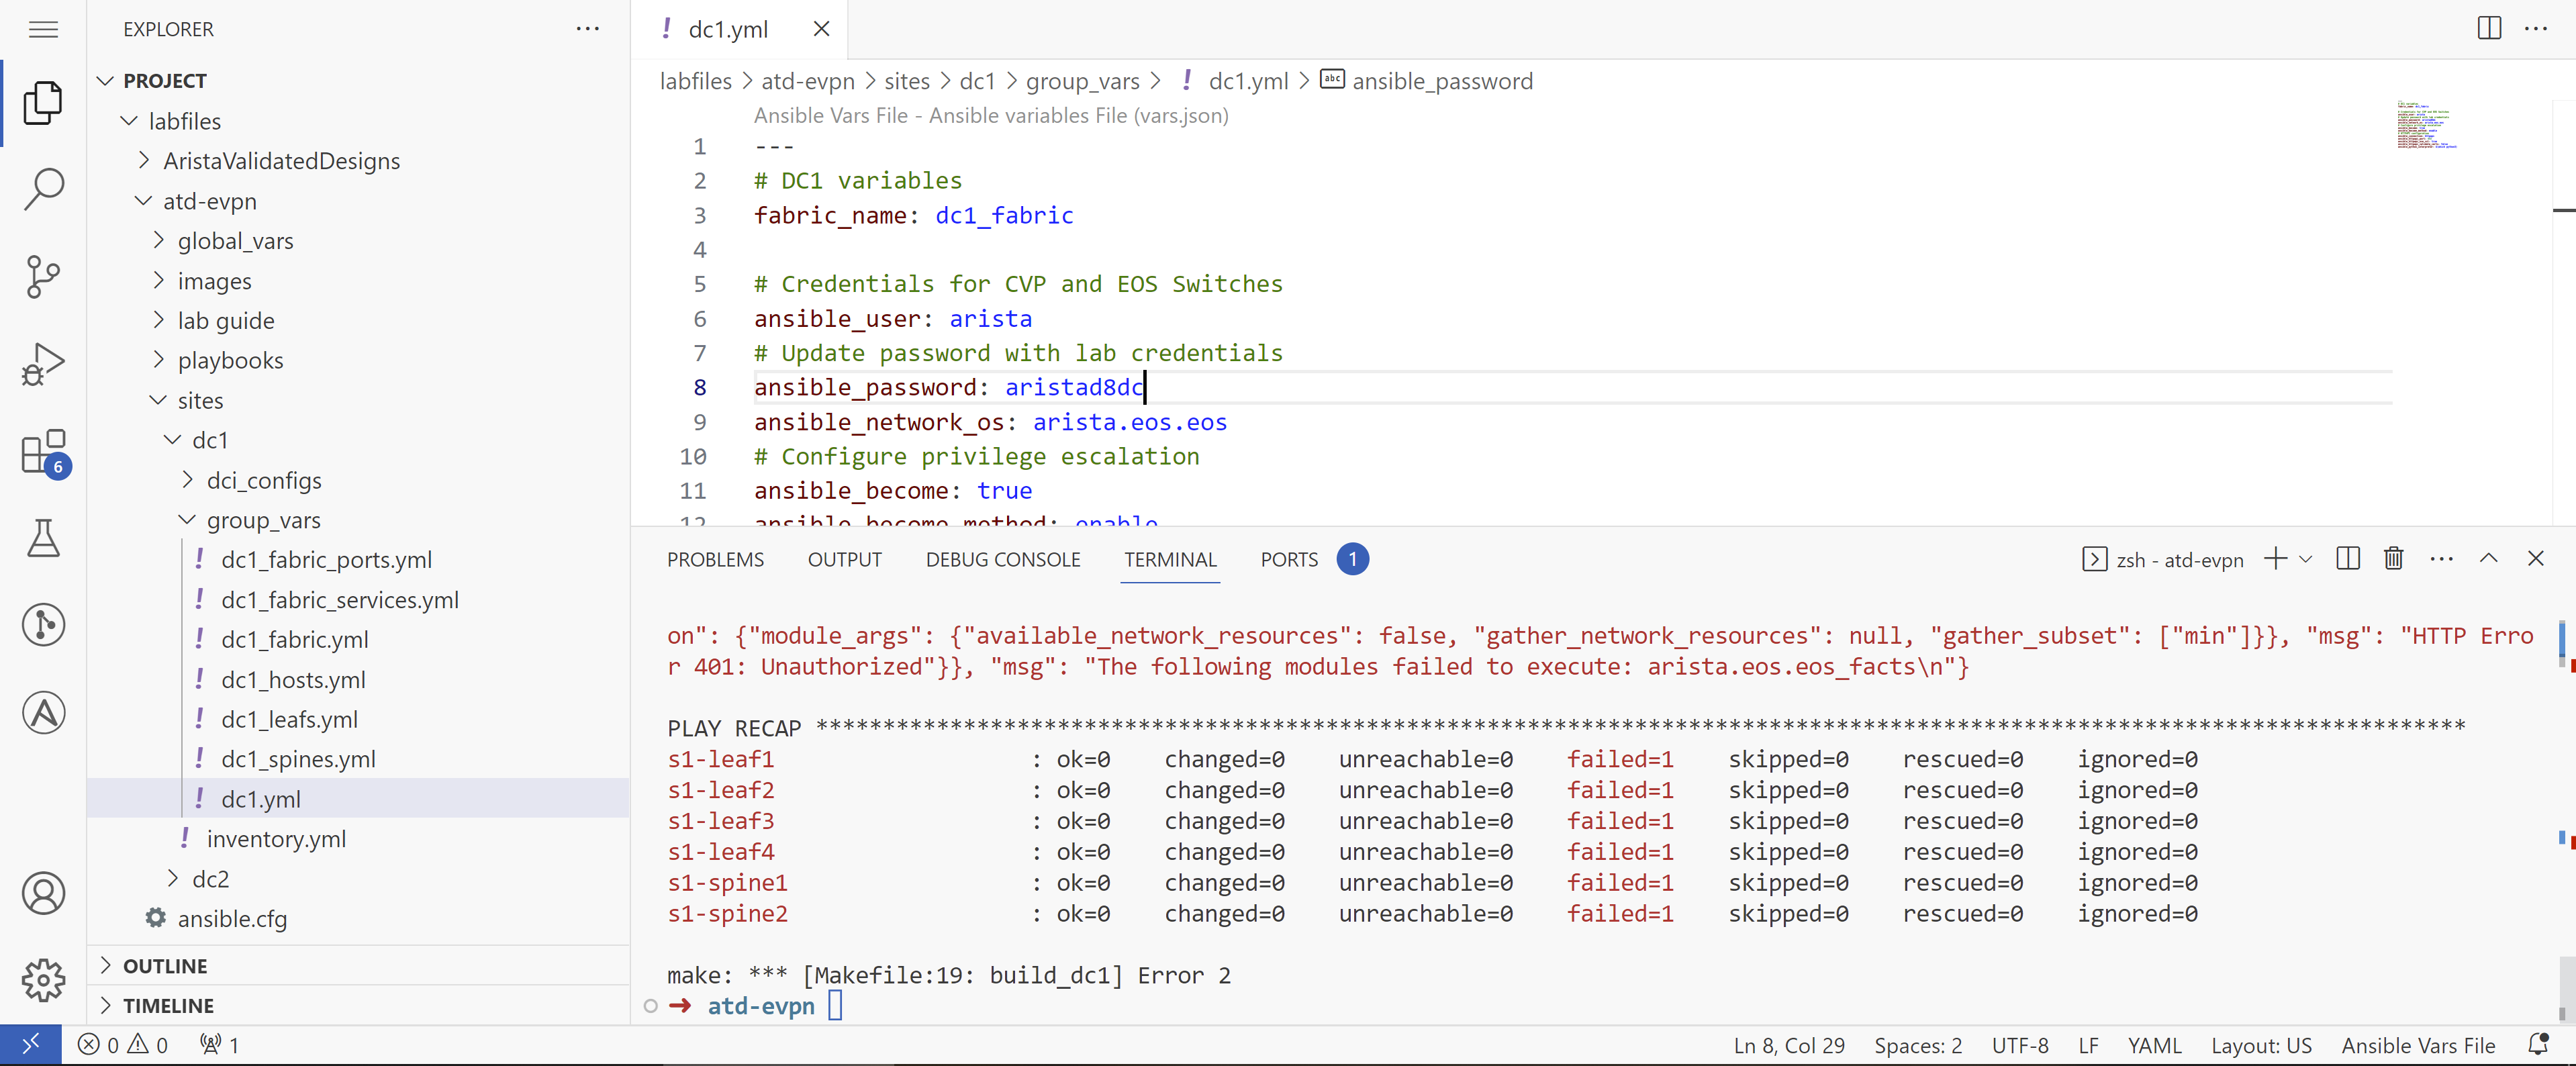 EXPLORER
PROJECT
labfiles
AristaValidatedDesigns
atd-evpn
global_vars
images
lab guide
playbooks
sites
dc1
dci_configs
group_vars
! dc1_fabric_ports.yml
! dc1_fabric_services.yml
! dc1_fabric.yml
! dc1_hosts.yml
! dc1_leafs.yml
! dc1_spines.yml
! dc1.yml
! inventory.yml
dc2
ansible.cfg
OUTLINE
TIMELINE
6
! dc1.yml
labfiles > atd-evpn > sites > dc1 > group_vars > ! dc1.yml > abc ansible_password
Ansible Vars File - Ansible variables File (vars.json)
1 ---
2 # DC1 variables
3 fabric_name: dc1_fabric
4
5 # Credentials for CVP and EOS Switches
6 ansible_user: arista
7 # Update password with lab credentials
8 ansible_password: aristad8dc
9 ansible_network_os: arista.eos.eos
10 # Configure privilege escalation
11 ansible_become: true
12 ansible_become_method: enable
PROBLEMS OUTPUT DEBUG CONSOLE TERMINAL PORTS 1 zsh - atd-evpn
on": {"module_args": {"available_network_resources": false, "gather_network_resources": null, "gather_subset": ["min"]}}, "msg": "HTTP Erro
r 401: Unauthorized"}}, "msg": "The following modules failed to execute: arista.eos.eos_facts\n"}
PLAY RECAP ***************************************************************************************************************************
s1-leaf1 : ok=0 changed=0 unreachable=0 failed=1 skipped=0 rescued=0 ignored=0
s1-leaf2 : ok=0 changed=0 unreachable=0 failed=1 skipped=0 rescued=0 ignored=0
s1-leaf3 : ok=0 changed=0 unreachable=0 failed=1 skipped=0 rescued=0 ignored=0
s1-leaf4 : ok=0 changed=0 unreachable=0 failed=1 skipped=0 rescued=0 ignored=0
s1-spine1 : ok=0 changed=0 unreachable=0 failed=1 skipped=0 rescued=0 ignored=0
s1-spine2 : ok=0 changed=0 unreachable=0 failed=1 skipped=0 rescued=0 ignored=0
make: *** [Makefile:19: build_dc1] Error 2
➜ atd-evpn
0 0 1 Ln 8, Col 29 Spaces: 2 UTF-8 LF YAML Layout: US Ansible Vars File